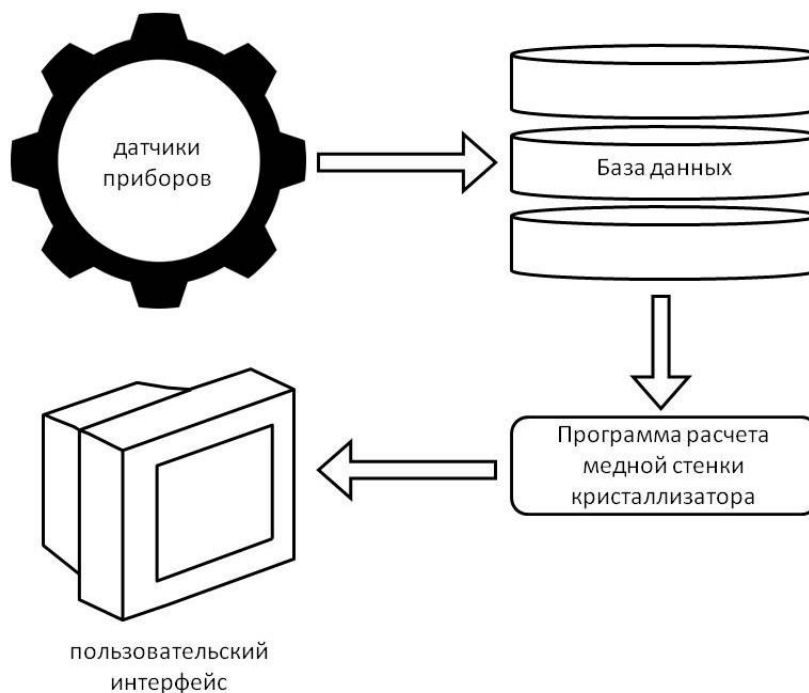 датчики
приборов
База данных
Программа расчета
медной стенки
кристаллизатора
пользовательский
интерфейс